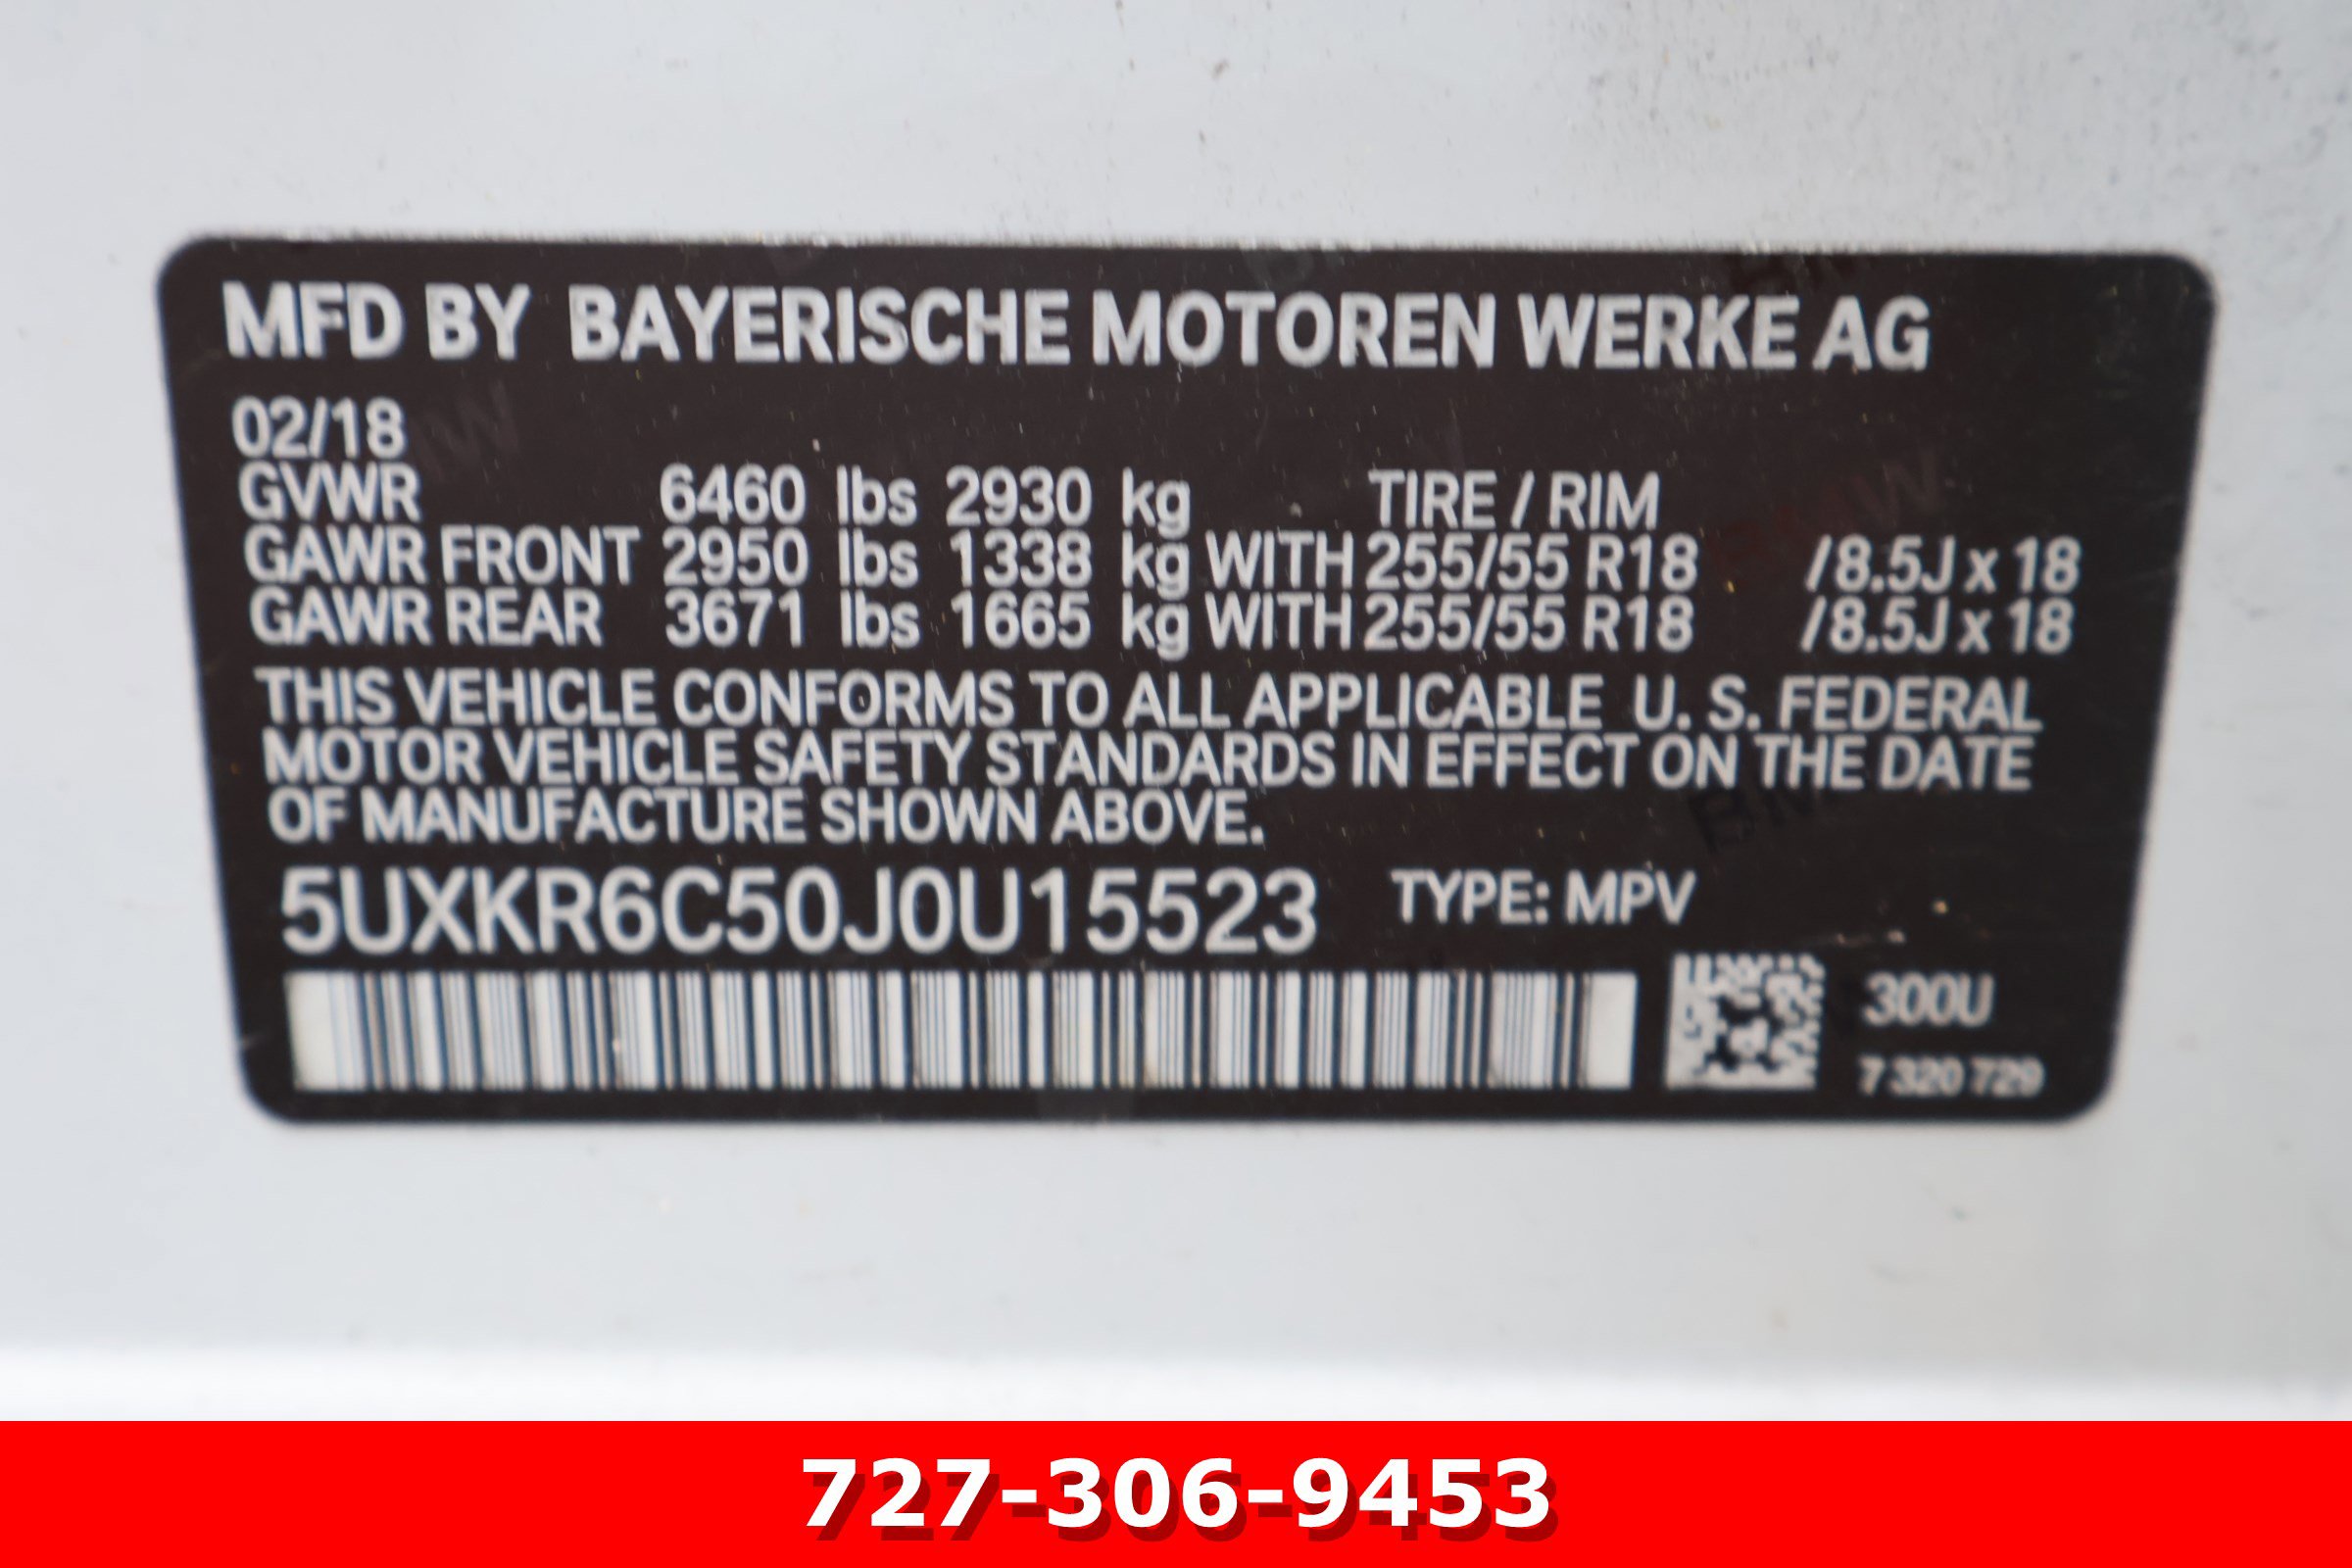 MFD BY BAYERISCHE MOTOREN WERKE AG
02/18
GVWR 6460 lbs 2930 kg TIRE / RIM
GAWR FRONT 2950 lbs 1338 kg WITH 255/55 R18 /8.5J x 18
GAWR REAR 3671 lbs 1665 kg WITH 255/55 R18 /8.5J x 18
THIS VEHICLE CONFORMS TO ALL APPLICABLE U. S. FEDERAL
MOTOR VEHICLE SAFETY STANDARDS IN EFFECT ON THE DATE
OF MANUFACTURE SHOWN ABOVE.
5UXKR6C50J0U15523 TYPE: MPV
300U
7 320 729
727-306-9453